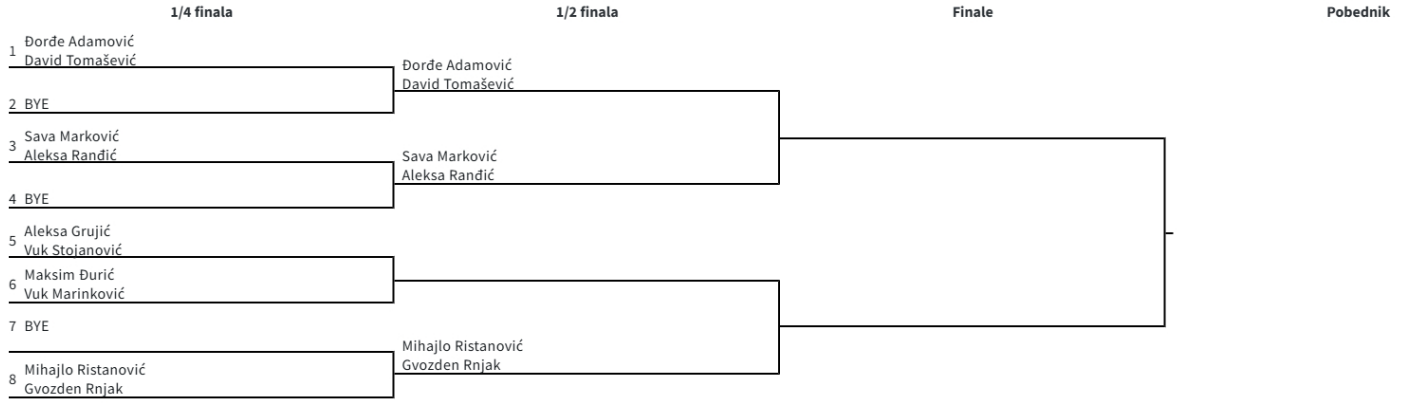 1/4 finala 1/2 finala Finale Pobednik
1 Đorđe Adamović
David Tomašević
2 BYE
3 Sava Marković
Aleksa Ranđić
4 BYE
5 Aleksa Grujić
Vuk Stojanović
6 Maksim Đurić
Vuk Marinković
7 BYE
8 Mihajlo Ristanović
Gvozden Rnjak
Đorđe Adamović
David Tomašević
Sava Marković
Aleksa Ranđić
Mihajlo Ristanović
Gvozden Rnjak